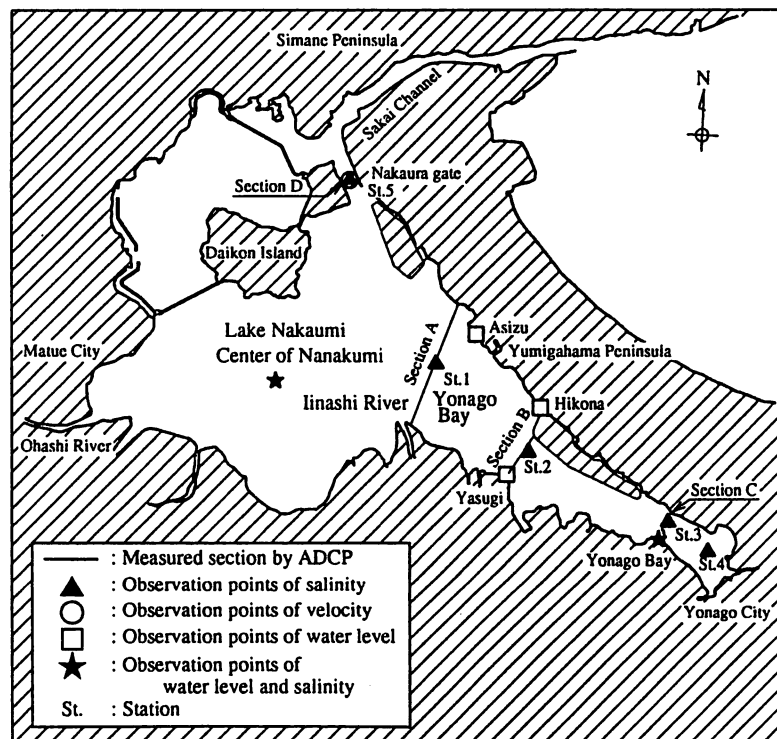 Simane Peninsula
Sakai Channel
N
Nakaura gate
Section D
St.5
Daikon Island
Lake Nakaumi
Center of Nanakumi
Section A
Asizu
Yumigahama Peninsula
Matue City
St.1
Iinashi River
Yonago
Bay
Hikona
Ohashi River
Section B
St.2
Yasugi
Section C
St.3
Yonago Bay
St.4
Yonago City
: Measured section by ADCP
: Observation points of salinity
: Observation points of velocity
: Observation points of water level
: Observation points of
water level and salinity
St. : Station